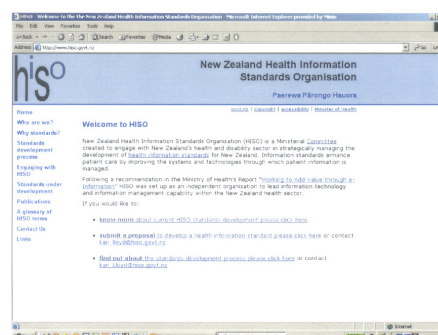 HISO - Welcome to the New Zealand Health Information Standards Organisation - Microsoft Internet Explorer provided by Minis
File Edit View Favorites Tools Help
Back Search Favorites Media
Address http://www.hiso.govt.nz
hiso
New Zealand Health Information
Standards Organisation
Paerewa Pārongo Hauora
govt.nz | copyright | accessibility | Minister of Health
Home
Who are we?
Why standards?
Standards
development
process
Engaging with
HISO
Standards under
development
Publications
A glossary of
HISO terms
Contact Us
Links
Welcome to HISO
New Zealand Health Information Standards Organisation (HISO) is a Ministerial Committee
created to engage with New Zealand's health and disability sector in strategically managing the
development of health information standards for New Zealand. Information standards enhance
patient care by improving the systems and technologies through which patient information is
managed.
Following a recommendation in the Ministry of Health's Report "Working to Add Value through e-
Information" HISO was set up as an independent organisation to lead information technology
and information management capability within the New Zealand health sector.
If you would like to:
• know more about current HISO standards development please click here
• submit a proposal to develop a health information standard please click here or contact
kan_lloyd@hiso.govt.nz
• find out about the standards development process please click here or contact
kan_Lloyd@hiso.govt.nz
Internet